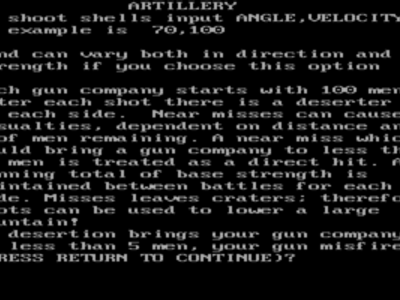 ARTILLERY
shoot shells input ANGLE,VELOCITY
example is 70,100
nd can vary both in direction and
rength if you choose this option
ch gun company starts with 100 men
ter each shot there is a deserter
each side. Near misses can cause
sualties, dependent on distance an
of men remaining. A near miss whic
uld bring a gun company to less th
men is treated as a direct hit. A
nning total of base strength is
intained between battles for each
de. Misses leave craters; therefo
ots can be used to lower a large
untain!
desertion brings your gun company
less than 5 men, your gun misfire
RESS RETURN TO CONTINUE)?